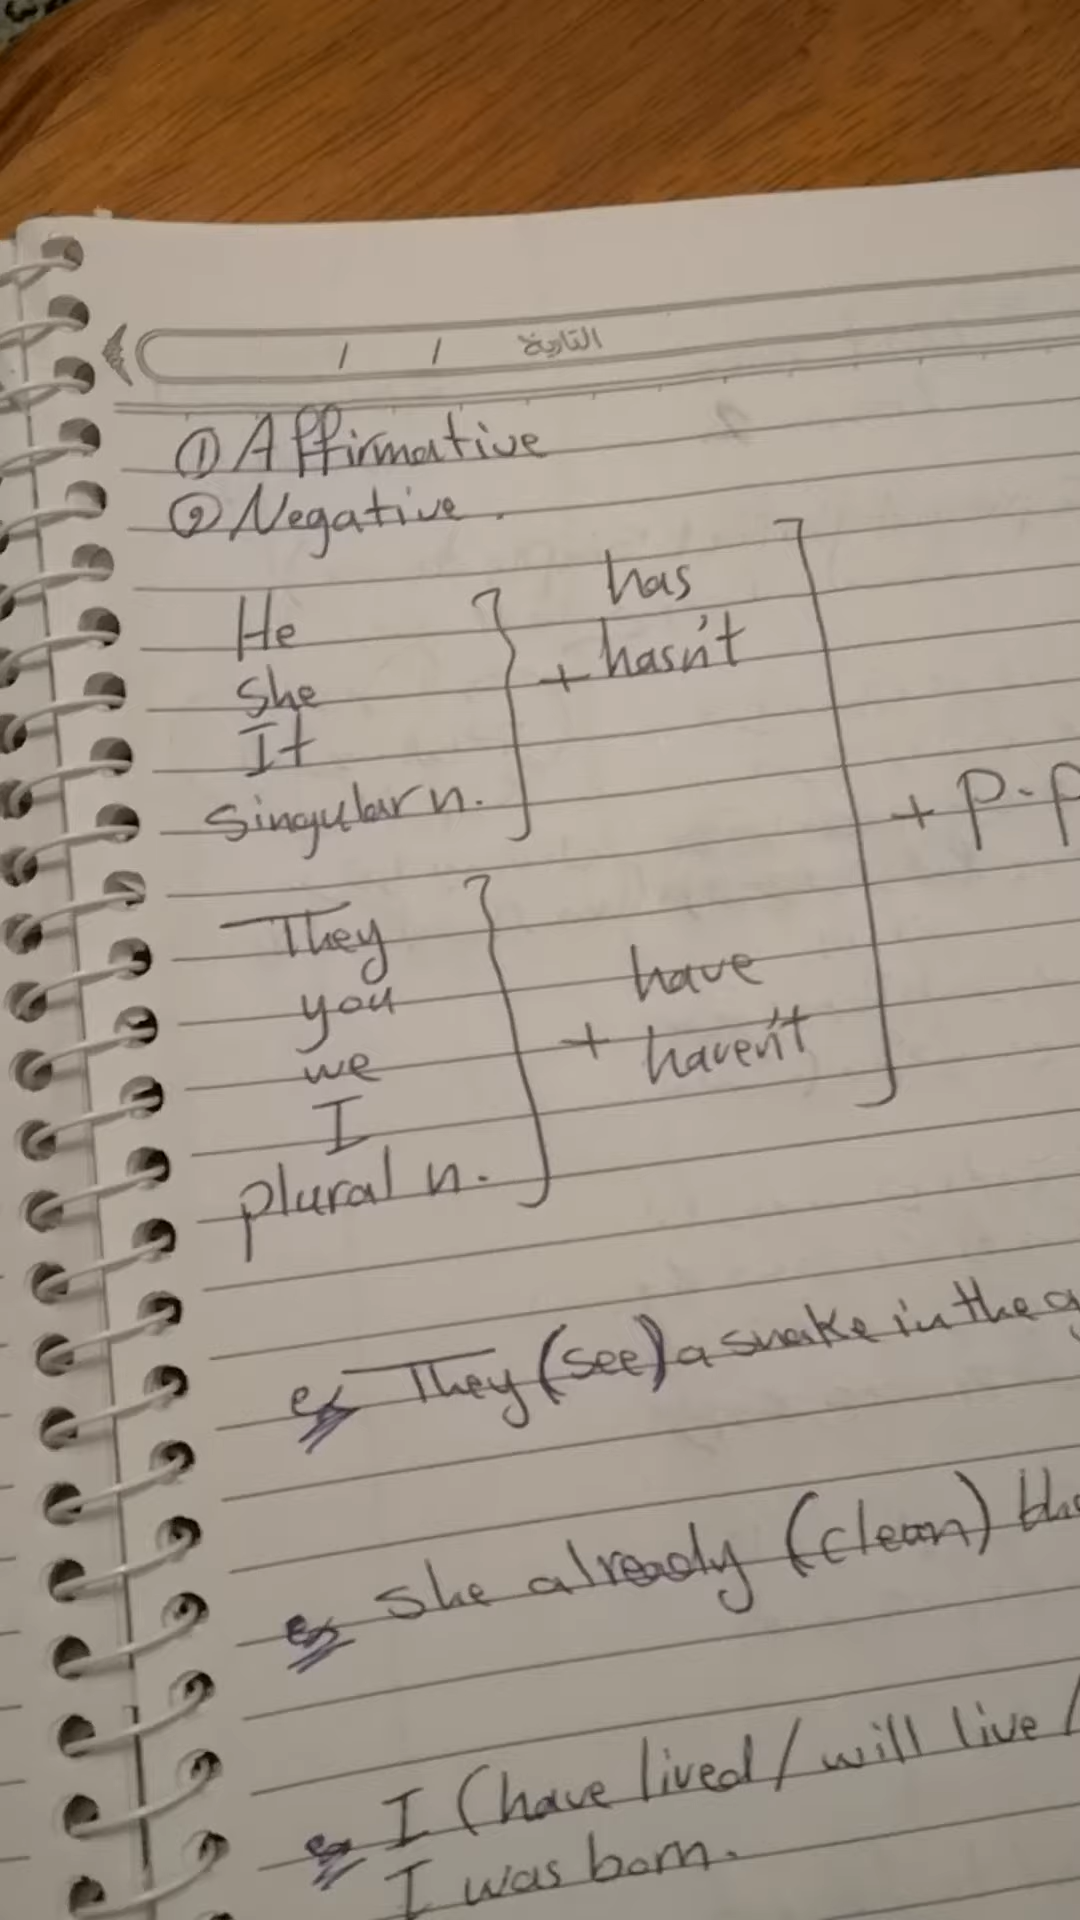 / / التاريخ
① Affirmative
② Negative.
He
She
It
Singular n.
+ has
hasn't
They
you
we
I
plural n.
+ have
haven't
+ P.P
ex They (see) a snake in the g
ex She already (clean) the
ex I (have lived / will live /
I was born.